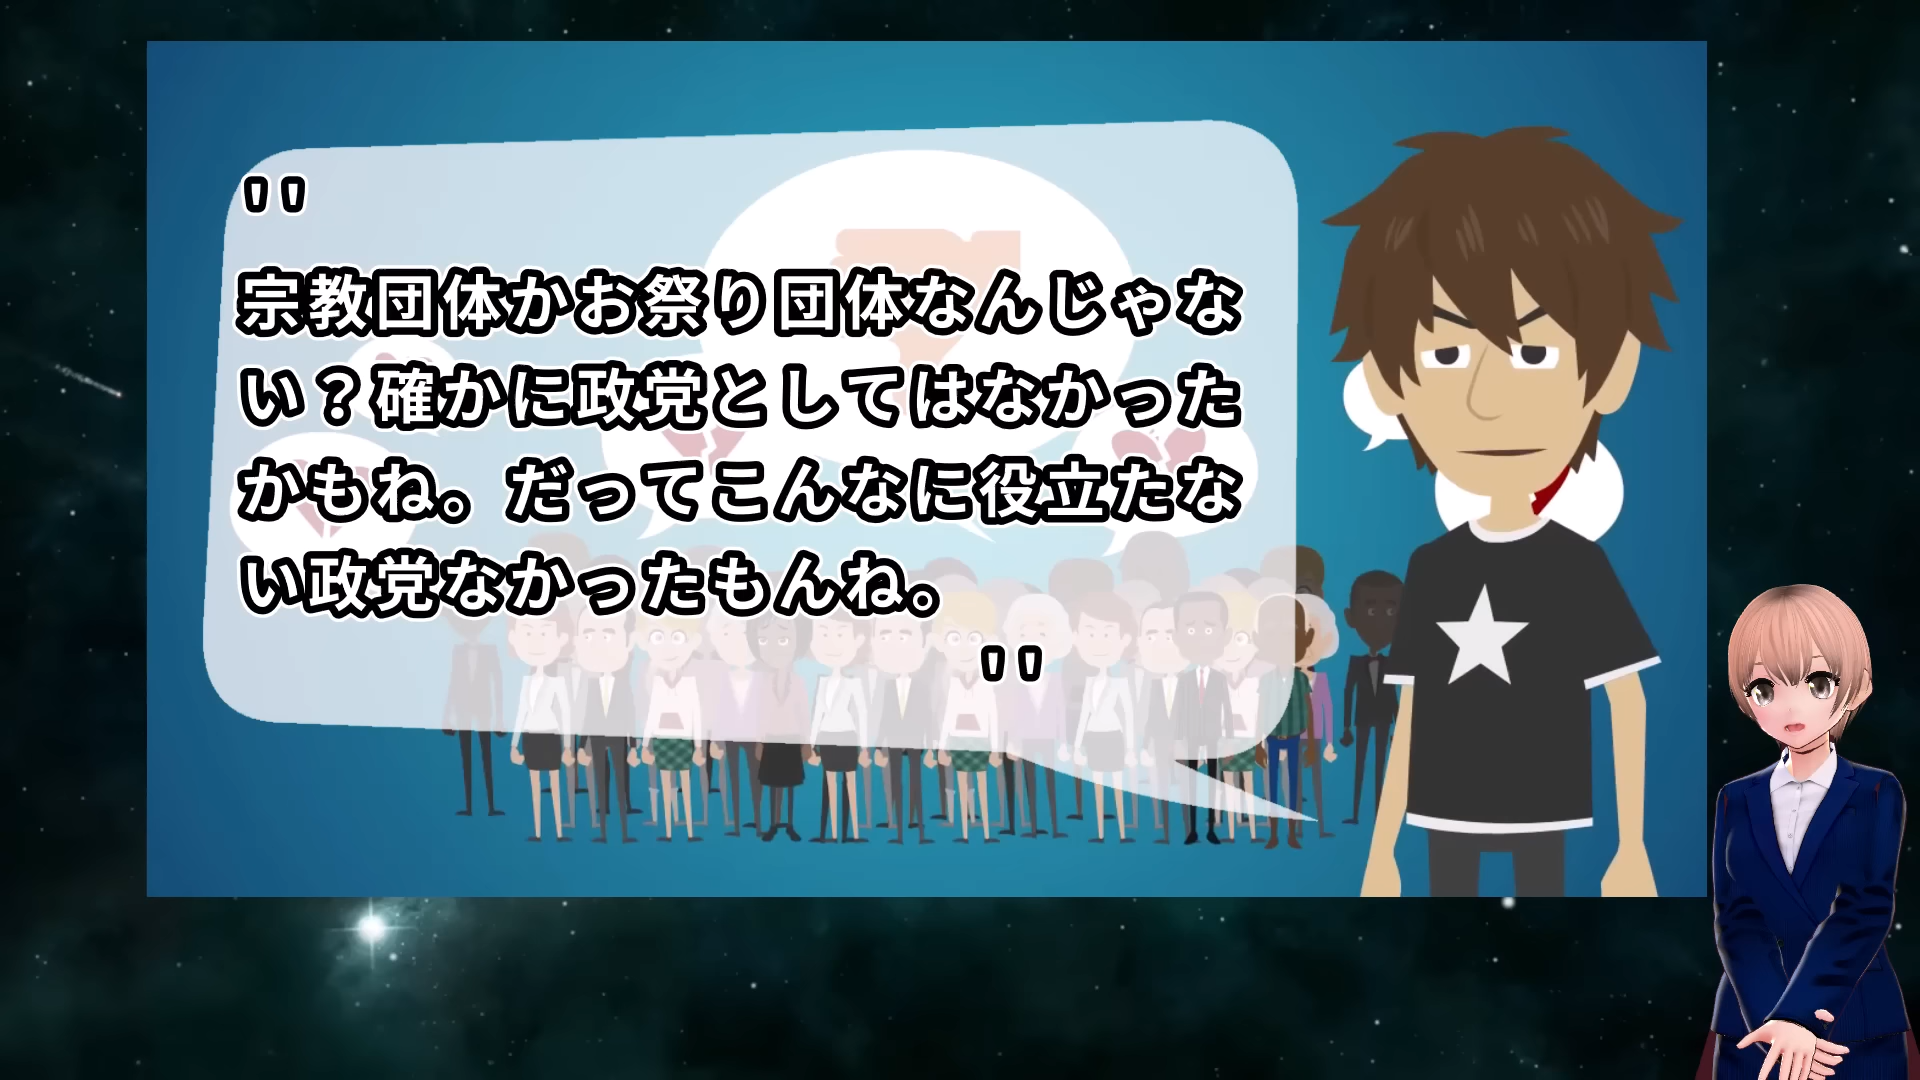 "
宗教団体かお祭り団体なんじゃな
い？確かに政党としてはなかった
かもね。だってこんなに役立たな
い政党なかったもんね。
"